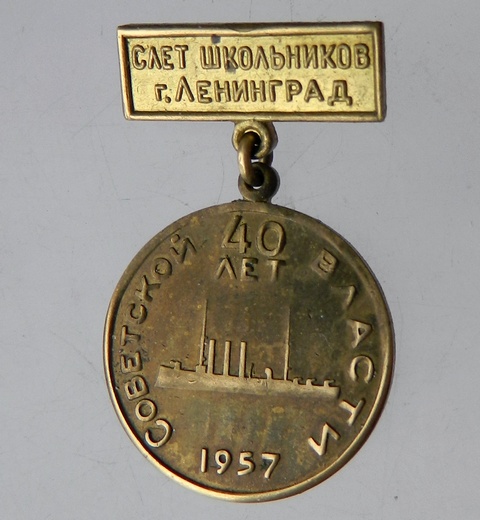 СЛЕТ ШКОЛЬНИКОВ
г. ЛЕНИНГРАД
40
ЛЕТ
СОВЕТСКОЙ ВЛАСТИ
1957